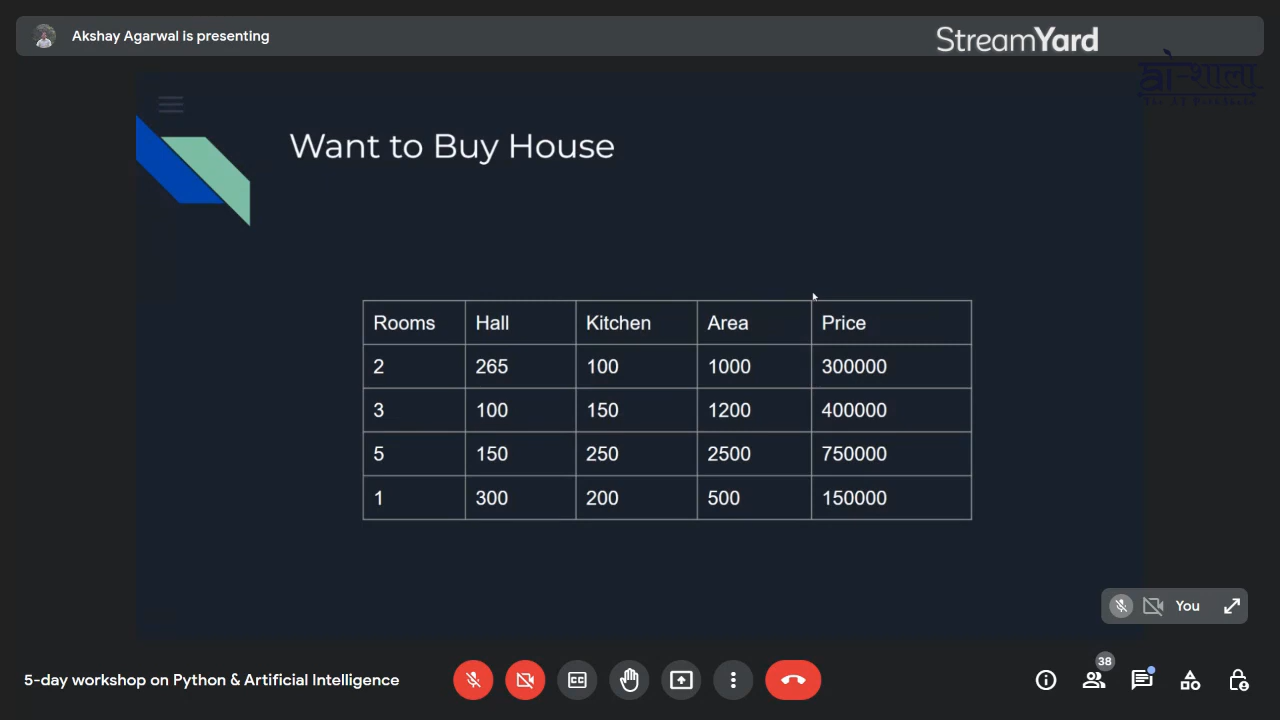 Akshay Agarwal is presenting
StreamYard
ai-शाला
Want to Buy House
Rooms Hall Kitchen Area Price
2 265 100 1000 300000
3 100 150 1200 400000
5 150 250 2500 750000
1 300 200 500 150000
You
38
5-day workshop on Python & Artificial Intelligence
CC